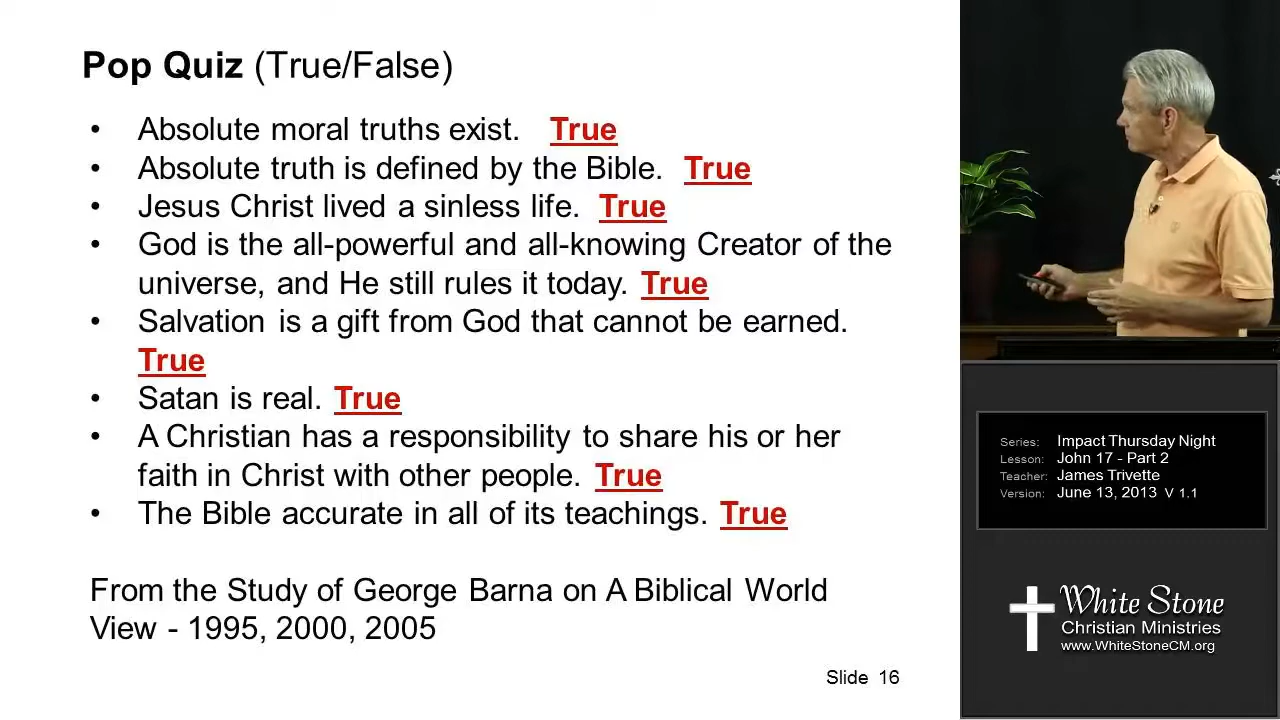 Pop Quiz (True/False)
• Absolute moral truths exist. True
• Absolute truth is defined by the Bible. True
• Jesus Christ lived a sinless life. True
• God is the all-powerful and all-knowing Creator of the
universe, and He still rules it today. True
• Salvation is a gift from God that cannot be earned.
True
• Satan is real. True
• A Christian has a responsibility to share his or her
faith in Christ with other people. True
• The Bible accurate in all of its teachings. True
From the Study of George Barna on A Biblical World
View - 1995, 2000, 2005
Slide 16
Series: Impact Thursday Night
Lesson: John 17 - Part 2
Teacher: James Trivette
Version: June 13, 2013 V 1.1
White Stone
Christian Ministries
www.WhiteStoneCM.org